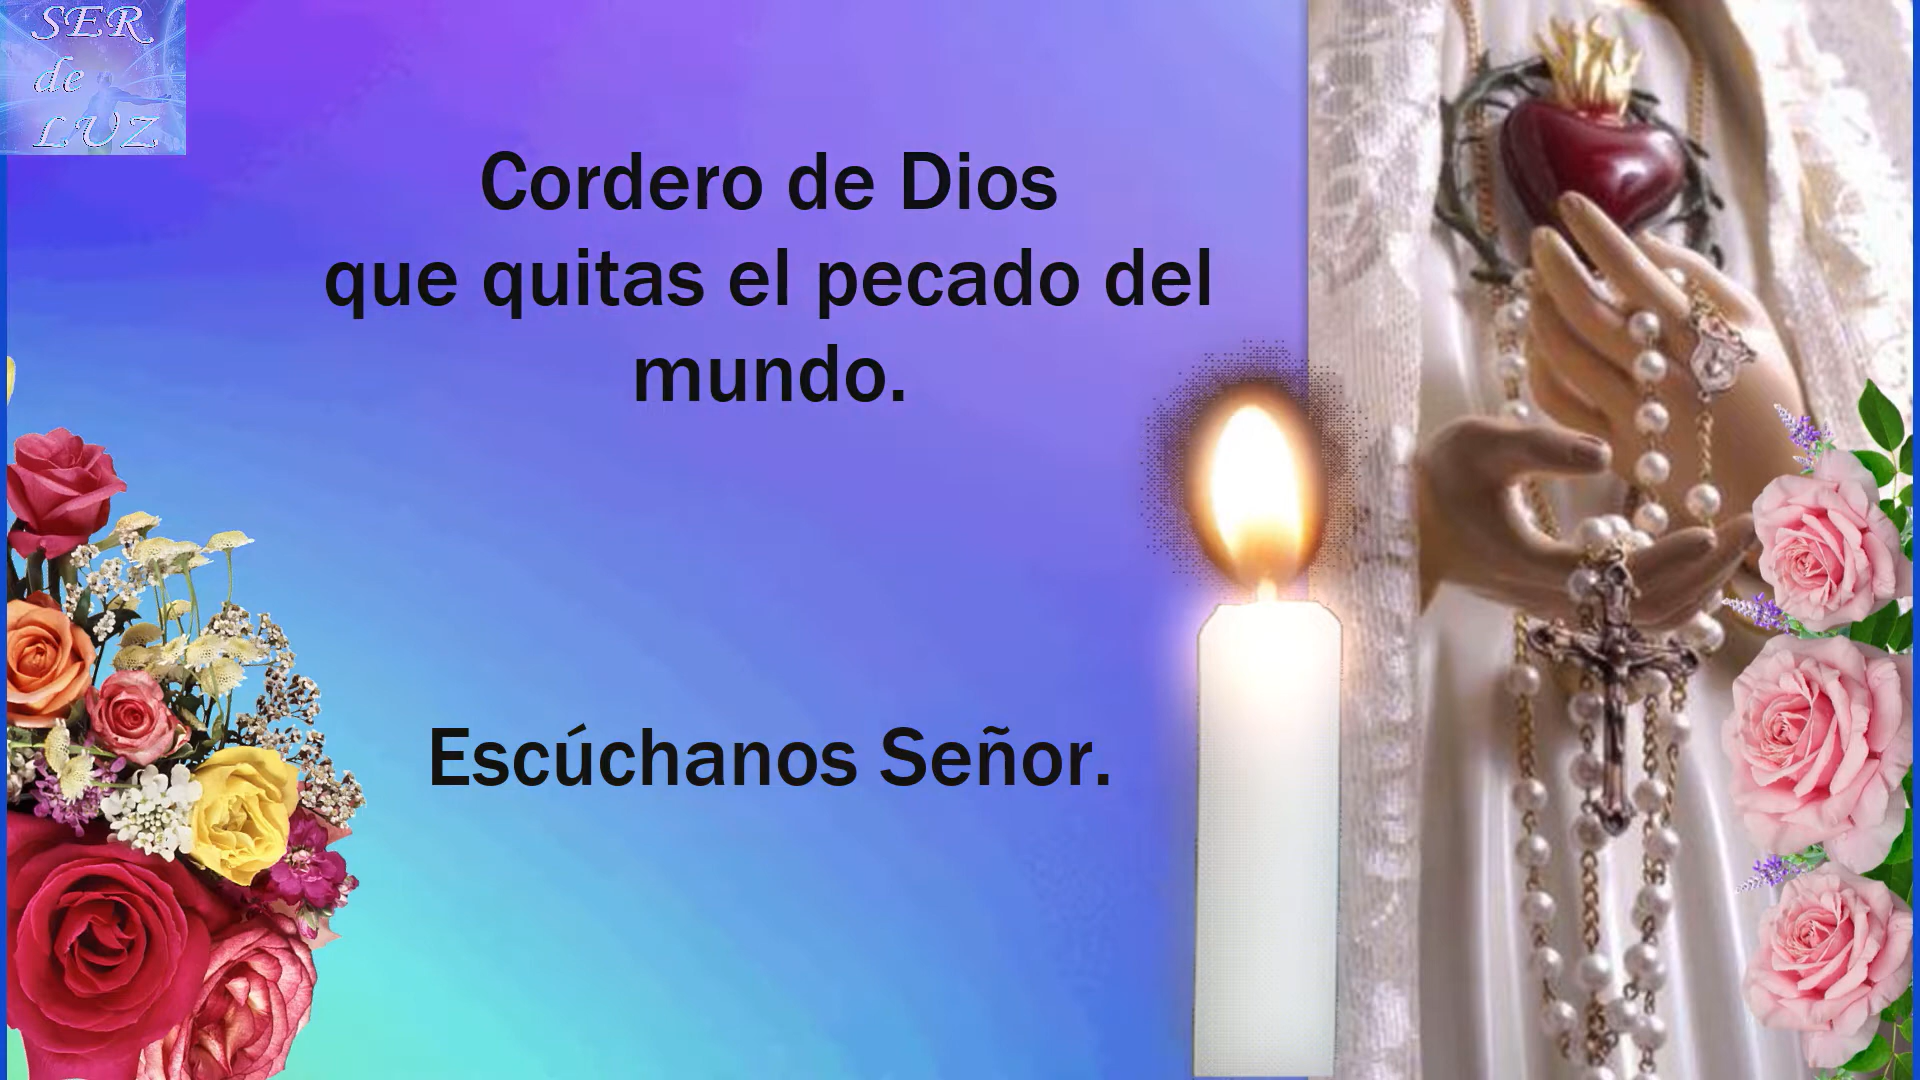 SER
de
LUZ
Cordero de Dios
que quitas el pecado del
mundo.
Escúchanos Señor.